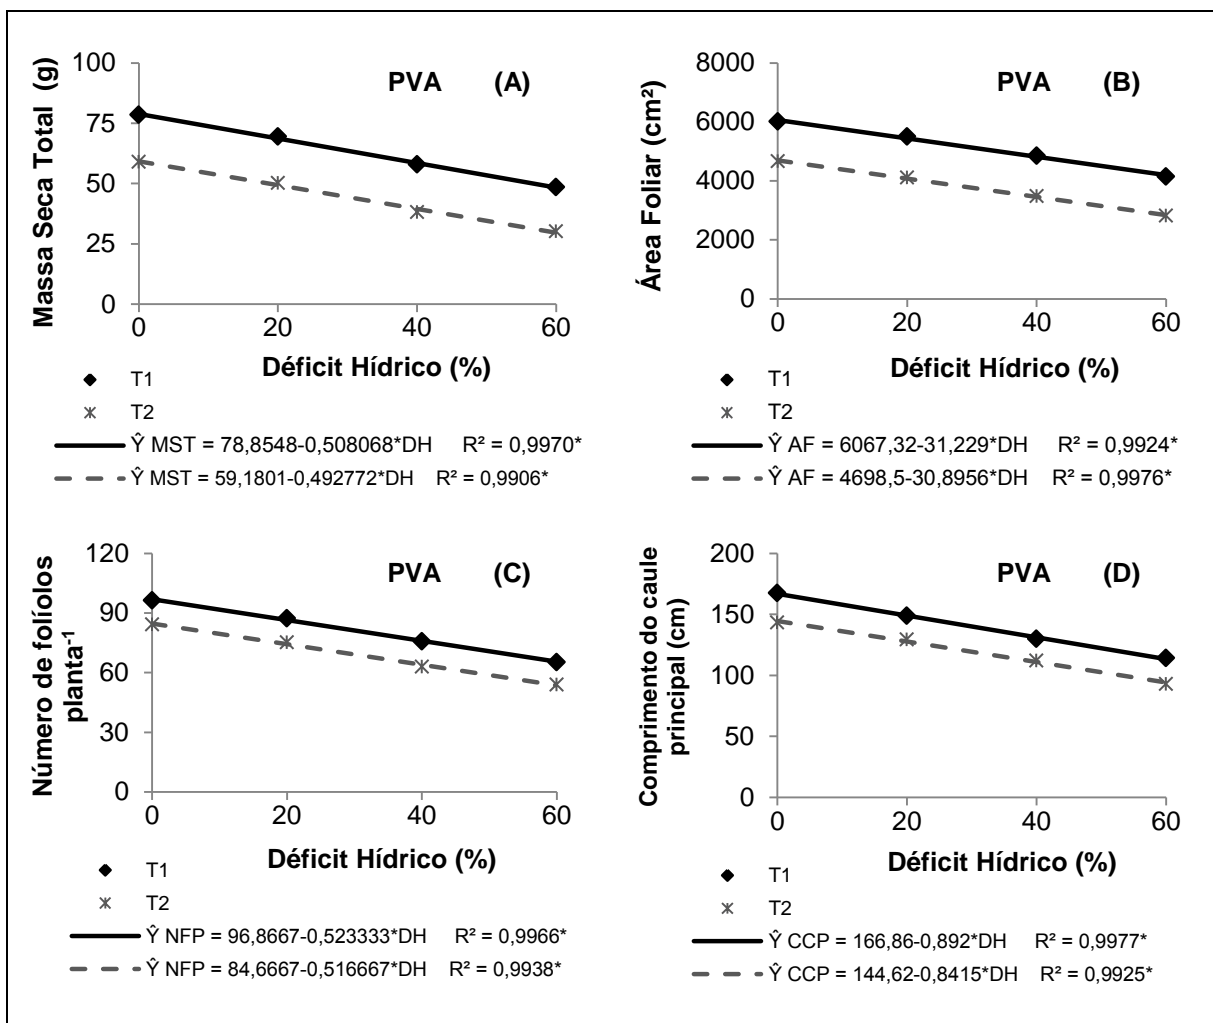 PVA (A)
Massa Seca Total (g)
100
75
50
25
0
0 20 40 60
Déficit Hídrico (%)
T1
T2
Ŷ MST = 78,8548-0,508068*DH R² = 0,9970*
Ŷ MST = 59,1801-0,492772*DH R² = 0,9906*
PVA (B)
Área Foliar (cm²)
8000
6000
4000
2000
0
0 20 40 60
Déficit Hídrico (%)
T1
T2
Ŷ AF = 6067,32-31,229*DH R² = 0,9924*
Ŷ AF = 4698,5-30,8956*DH R² = 0,9976*
PVA (C)
Número de folíolos
planta⁻¹
120
90
60
30
0
0 20 40 60
Déficit Hídrico (%)
T1
T2
Ŷ NFP = 96,8667-0,523333*DH R² = 0,9966*
Ŷ NFP = 84,6667-0,516667*DH R² = 0,9938*
PVA (D)
Comprimento do caule
principal (cm)
200
150
100
50
0
0 20 40 60
Déficit Hídrico (%)
T1
T2
Ŷ CCP = 166,86-0,892*DH R² = 0,9977*
Ŷ CCP = 144,62-0,8415*DH R² = 0,9925*